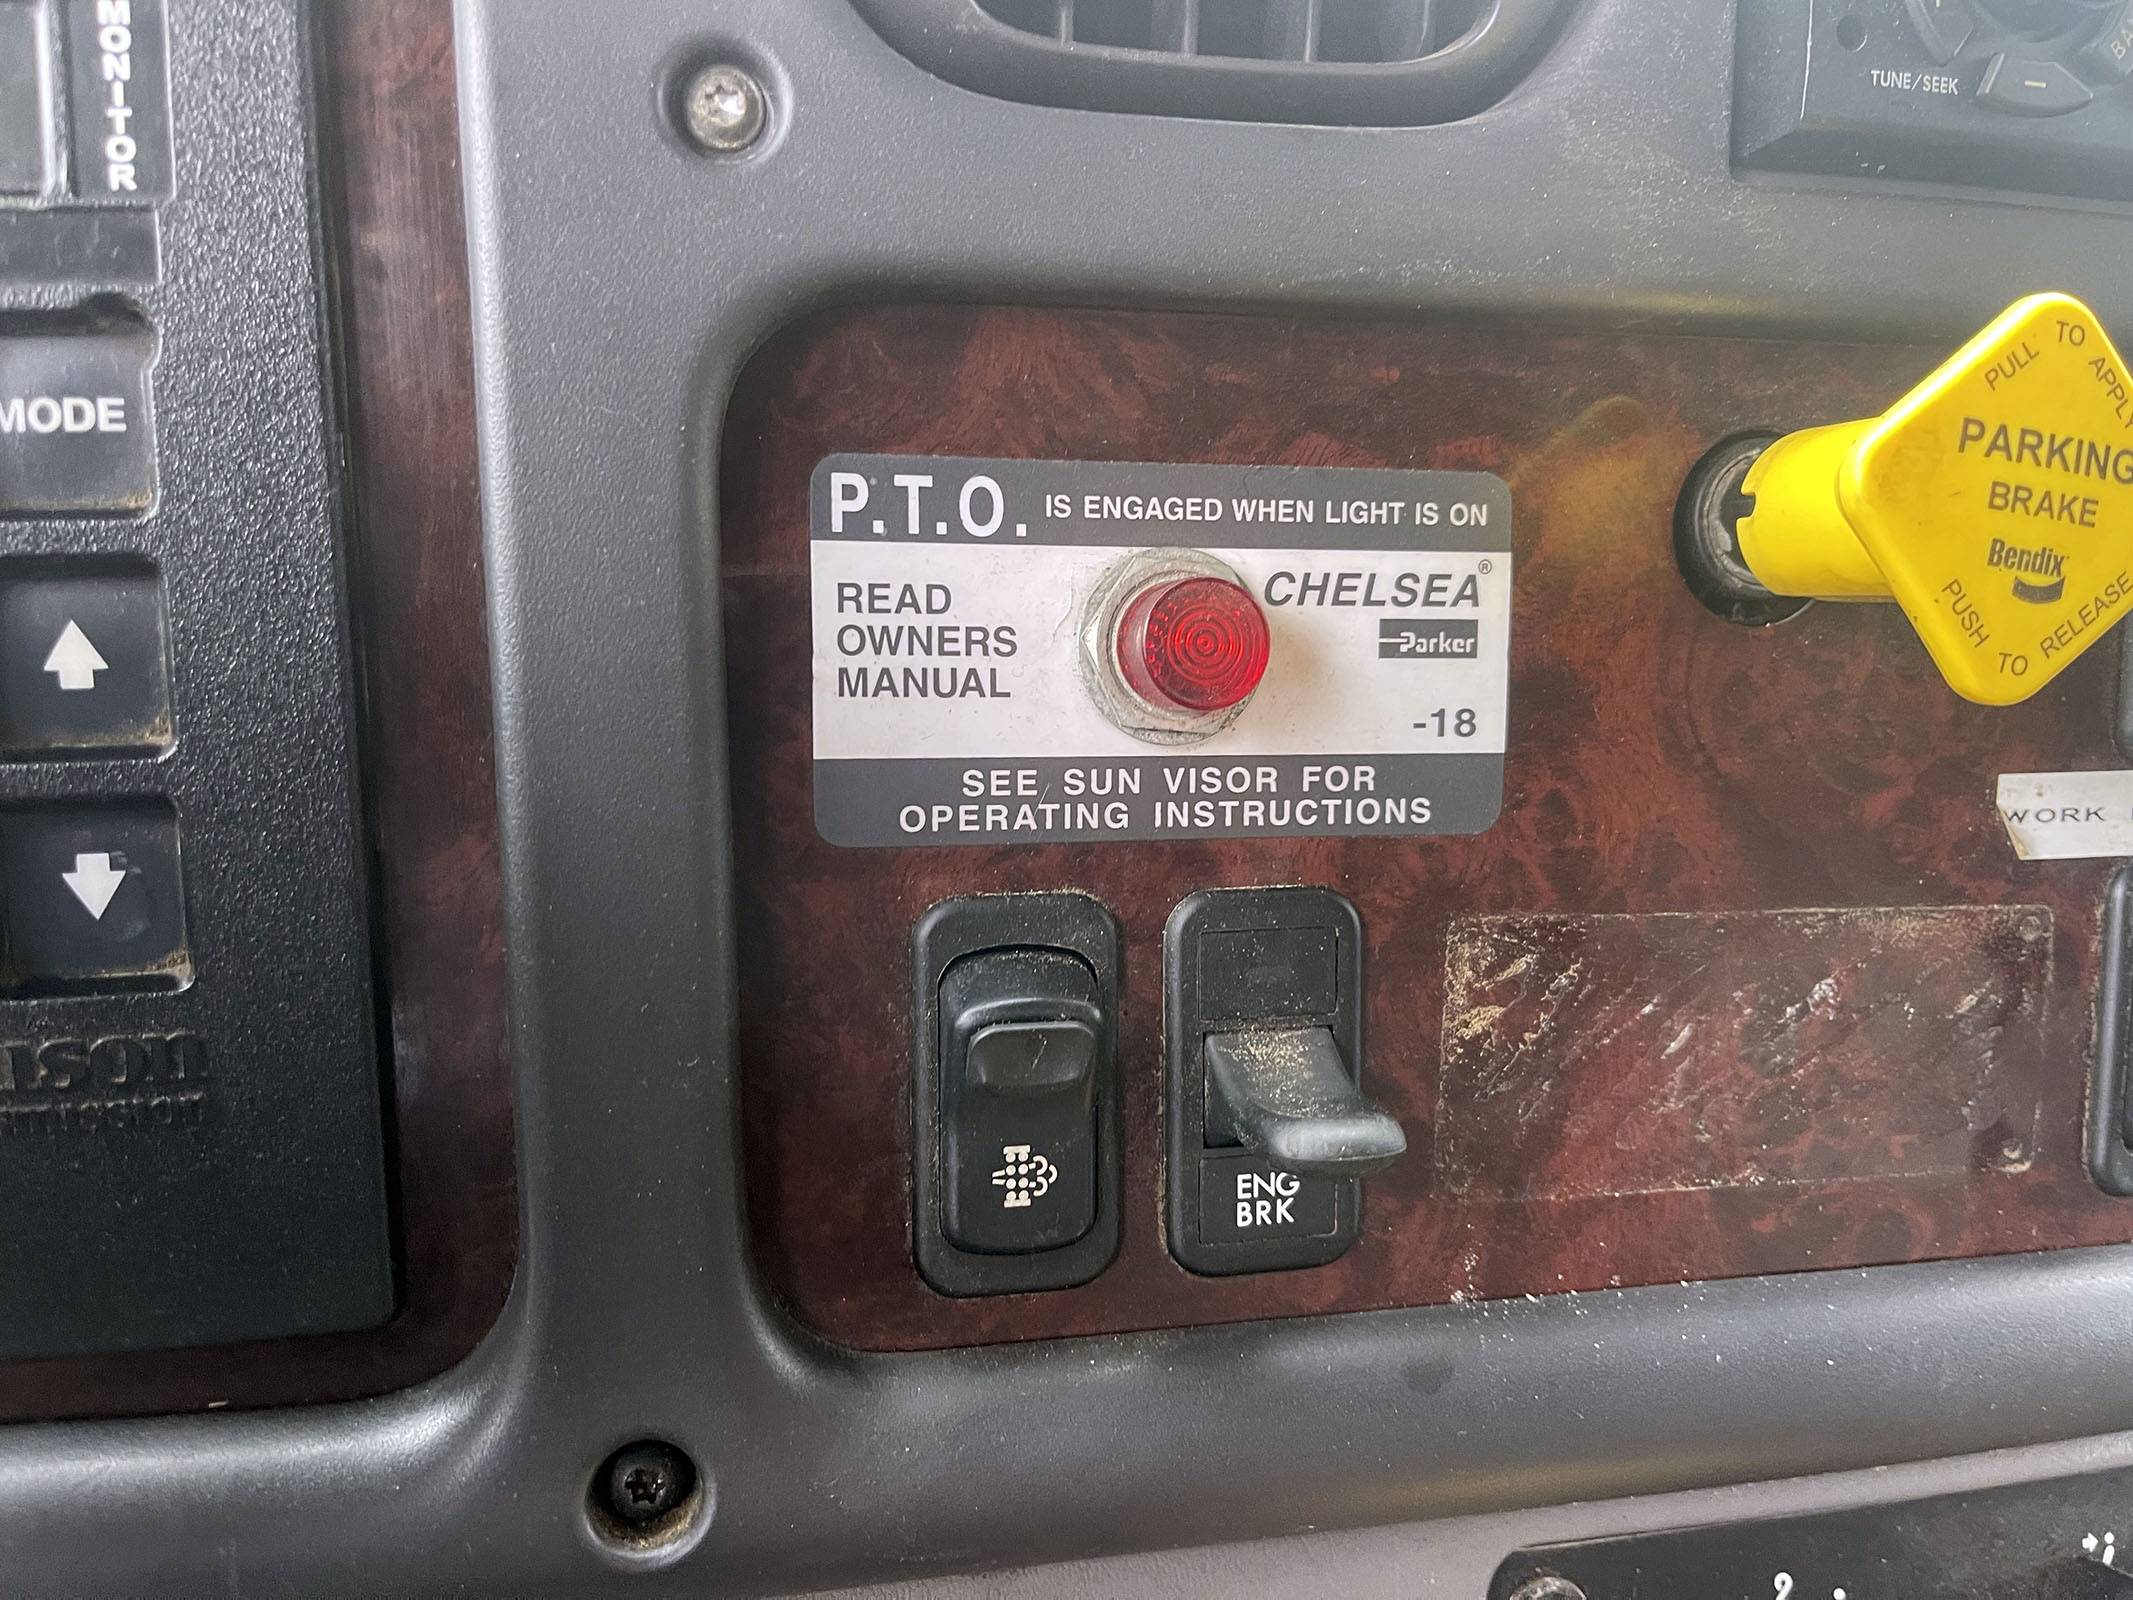 MONITOR
MODE
TUNE/SEEK
P.T.O. IS ENGAGED WHEN LIGHT IS ON
READ
OWNERS
MANUAL
CHELSEA®
Parker
-18
SEE SUN VISOR FOR
OPERATING INSTRUCTIONS
PULL TO APPLY
PARKING
BRAKE
Bendix
PUSH TO RELEASE
WORK
ENG
BRK